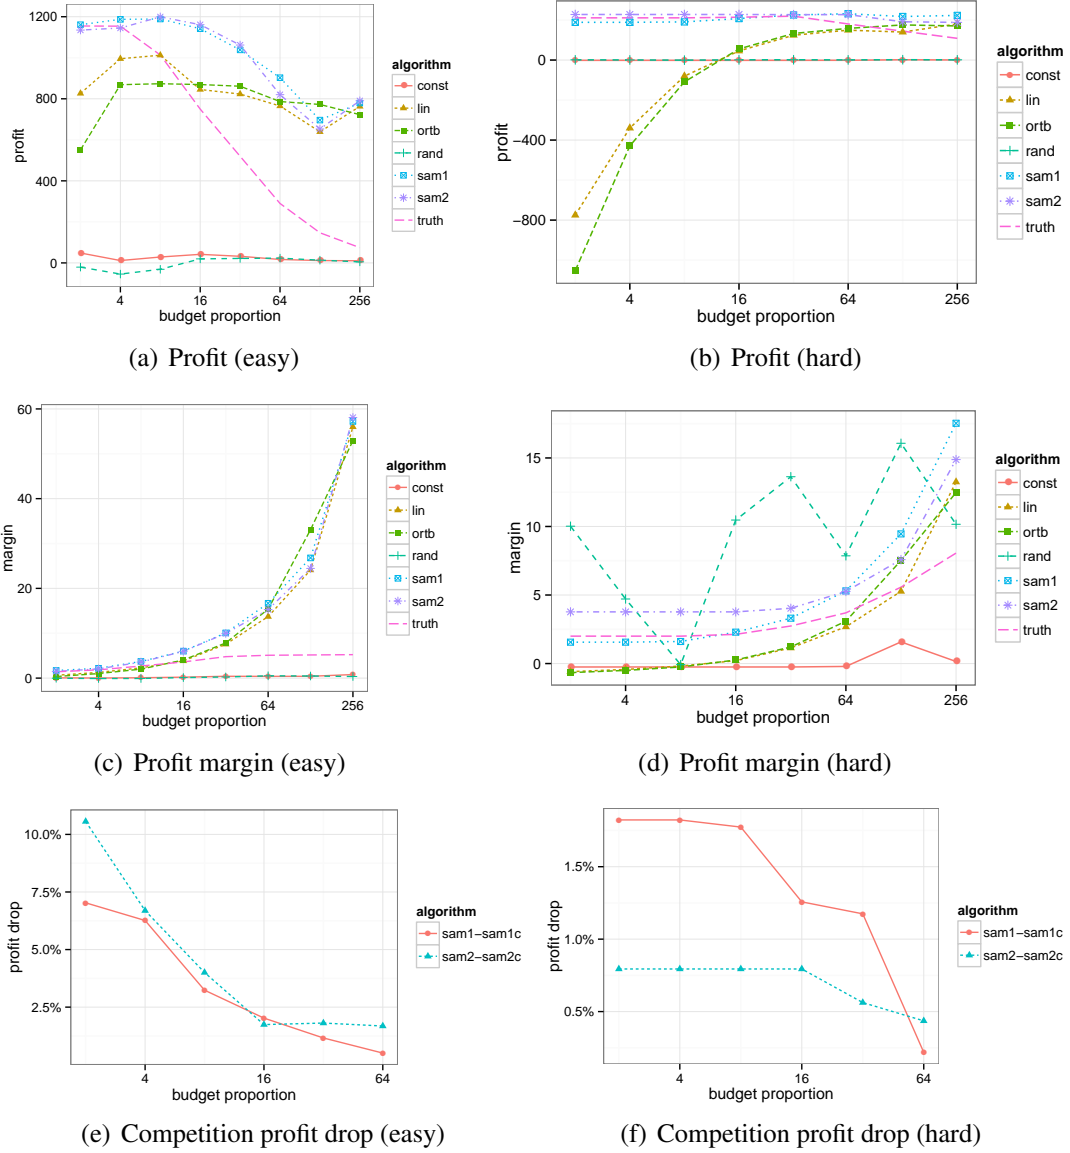 1200
800
400
0
profit
4
16
64
256
budget proportion
algorithm
const
lin
ortb
rand
sam1
sam2
truth
(a) Profit (easy)
0
−400
−800
profit
4
16
64
256
budget proportion
algorithm
const
lin
ortb
rand
sam1
sam2
truth
(b) Profit (hard)
60
40
20
0
margin
4
16
64
256
budget proportion
algorithm
const
lin
ortb
rand
sam1
sam2
truth
(c) Profit margin (easy)
15
10
5
0
margin
4
16
64
256
budget proportion
algorithm
const
lin
ortb
rand
sam1
sam2
truth
(d) Profit margin (hard)
10.0%
7.5%
5.0%
2.5%
profit drop
4
16
64
budget proportion
algorithm
sam1−sam1c
sam2−sam2c
(e) Competition profit drop (easy)
1.5%
1.0%
0.5%
profit drop
4
16
64
budget proportion
algorithm
sam1−sam1c
sam2−sam2c
(f) Competition profit drop (hard)